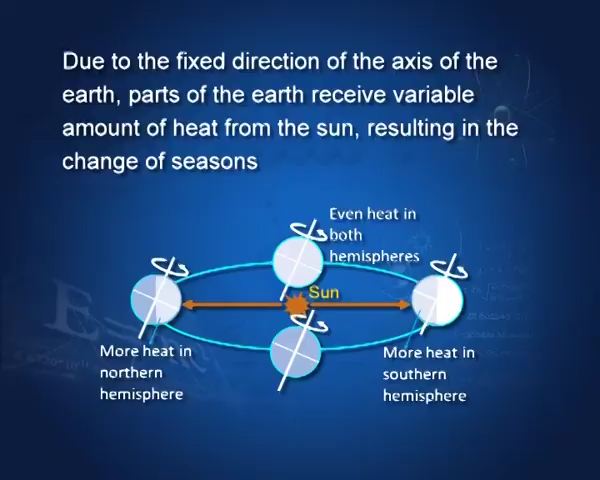 Due to the fixed direction of the axis of the
earth, parts of the earth receive variable
amount of heat from the sun, resulting in the
change of seasons
Even heat in
both
hemispheres
Sun
More heat in
northern
hemisphere
More heat in
southern
hemisphere